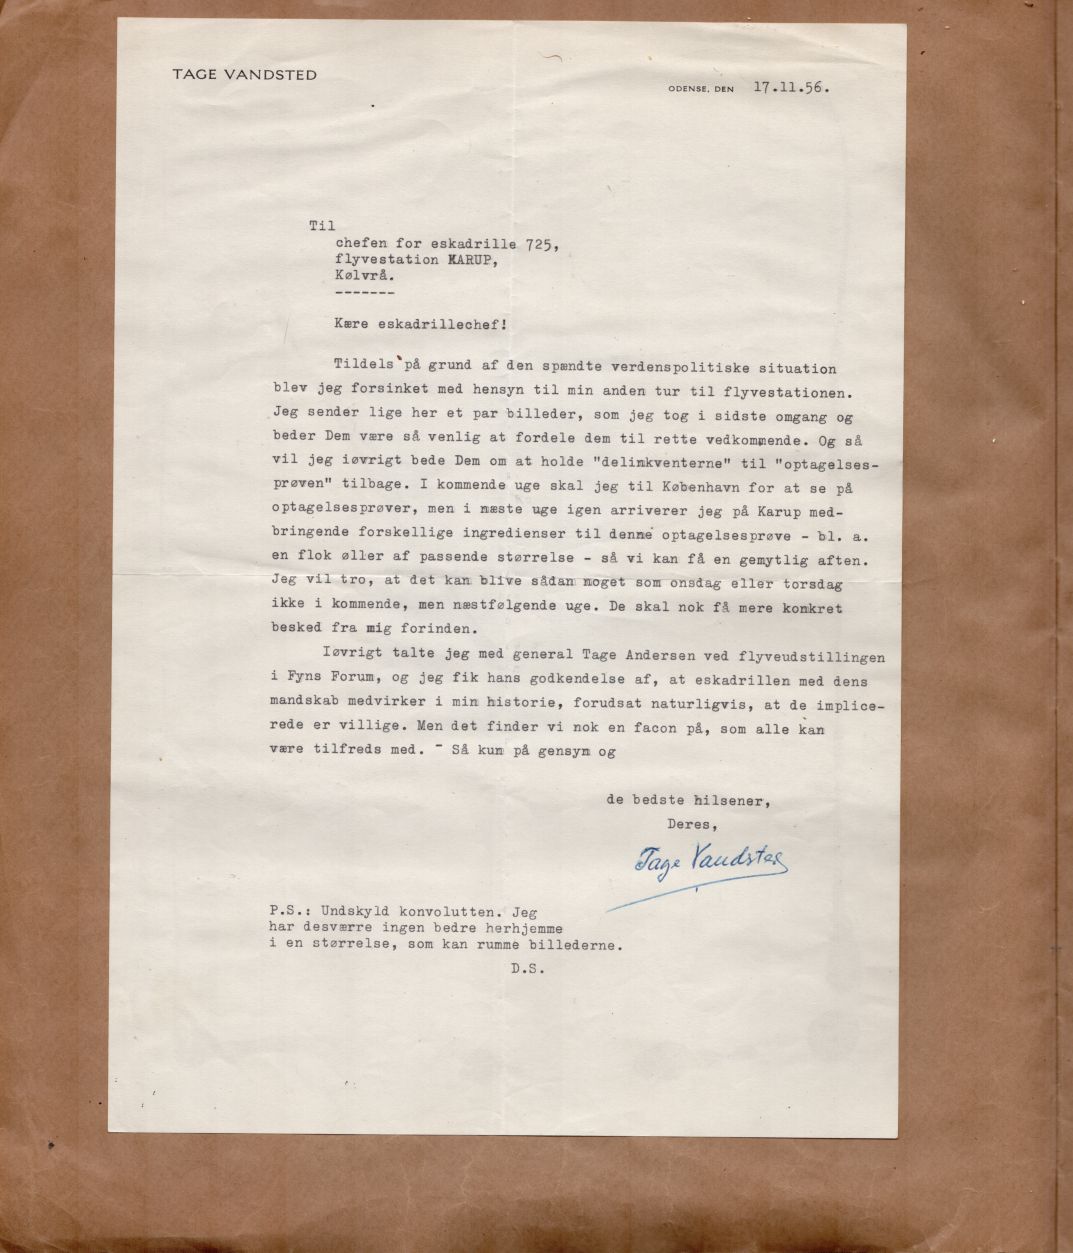 TAGE VANDSTED
ODENSE, DEN 17.11.56.
Til
chefen for eskadrille 725,
flyvestation KARUP,
Kølvrå.
-------
Kære eskadrillechef!
Tildels på grund af den spændte verdenspolitiske situation
blev jeg forsinket med hensyn til min anden tur til flyvestationen.
Jeg sender lige her et par billeder, som jeg tog i sidste omgang og
beder Dem være så venlig at fordele dem til rette vedkommende. Og så
vil jeg iøvrigt bede Dem om at holde "delinkventerne" til "optagelses-
prøven" tilbage. I kommende uge skal jeg til København for at se på
optagelsesprøver, men i næste uge igen arriverer jeg på Karup med-
bringende forskellige ingredienser til denne optagelsesprøve - bl. a.
en flok øller af passende størrelse - så vi kan få en gemytlig aften.
Jeg vil tro, at det kan blive sådan noget som onsdag eller torsdag
ikke i kommende, men næstfølgende uge. De skal nok få mere konkret
besked fra mig forinden.
Iøvrigt talte jeg med general Tage Andersen ved flyveudstillingen
i Fyns Forum, og jeg fik hans godkendelse af, at eskadrillen med dens
mandskab medvirker i min historie, forudsat naturligvis, at de implice-
rede er villige. Men det finder vi nok en facon på, som alle kan
være tilfreds med. - Så kun på gensyn og
de bedste hilsener,
Deres,
Tage Vandsted
P.S.: Undskyld konvolutten. Jeg
har desværre ingen bedre herhjemme
i en størrelse, som kan rumme billederne.
D.S.